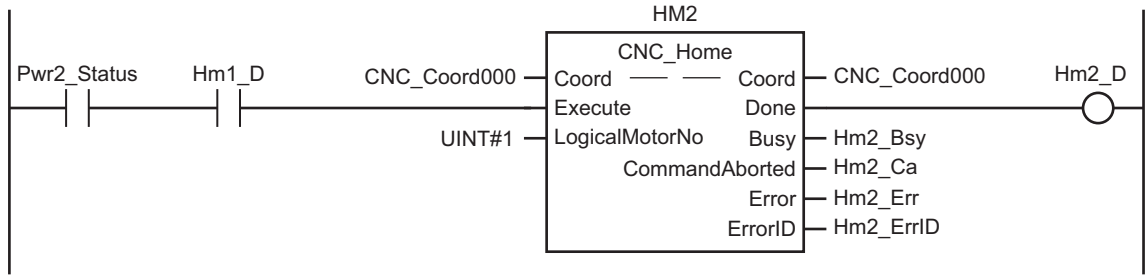 HM2
Pwr2_Status Hm1_D CNC_Coord000 CNC_Home CNC_Coord000 Hm2_D
Coord Coord
Execute Done
UINT#1 LogicalMotorNo Busy Hm2_Bsy
CommandAborted Hm2_Ca
Error Hm2_Err
ErrorID Hm2_ErrID